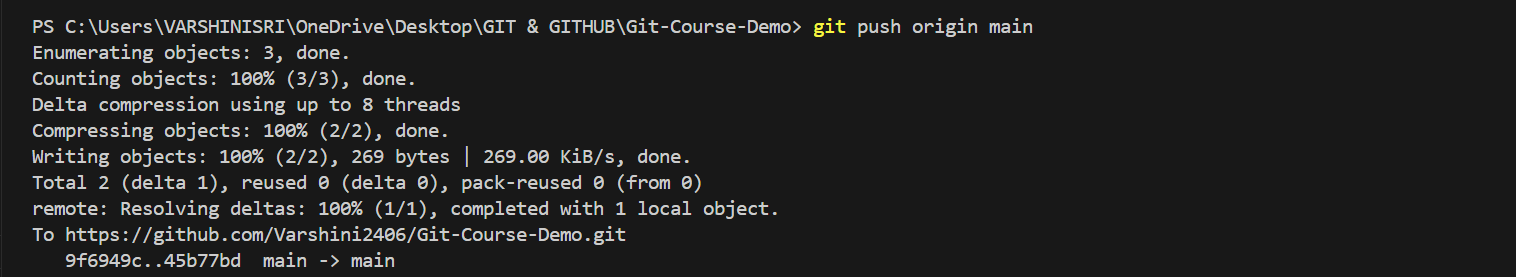 PS C:\Users\VARSHINISRI\OneDrive\Desktop\GIT & GITHUB\Git-Course-Demo> git push origin main
Enumerating objects: 3, done.
Counting objects: 100% (3/3), done.
Delta compression using up to 8 threads
Compressing objects: 100% (2/2), done.
Writing objects: 100% (2/2), 269 bytes | 269.00 KiB/s, done.
Total 2 (delta 1), reused 0 (delta 0), pack-reused 0 (from 0)
remote: Resolving deltas: 100% (1/1), completed with 1 local object.
To https://github.com/Varshini2406/Git-Course-Demo.git
   9f6949c..45b77bd  main -> main